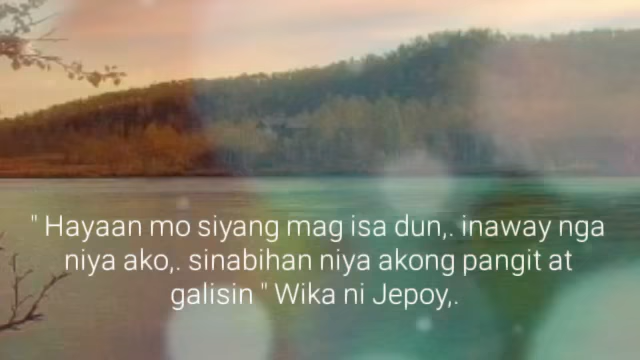 " Hayaan mo siyang mag isa dun,. inaway nga
niya ako,. sinabihan niya akong pangit at
galisin " Wika ni Jepoy,.